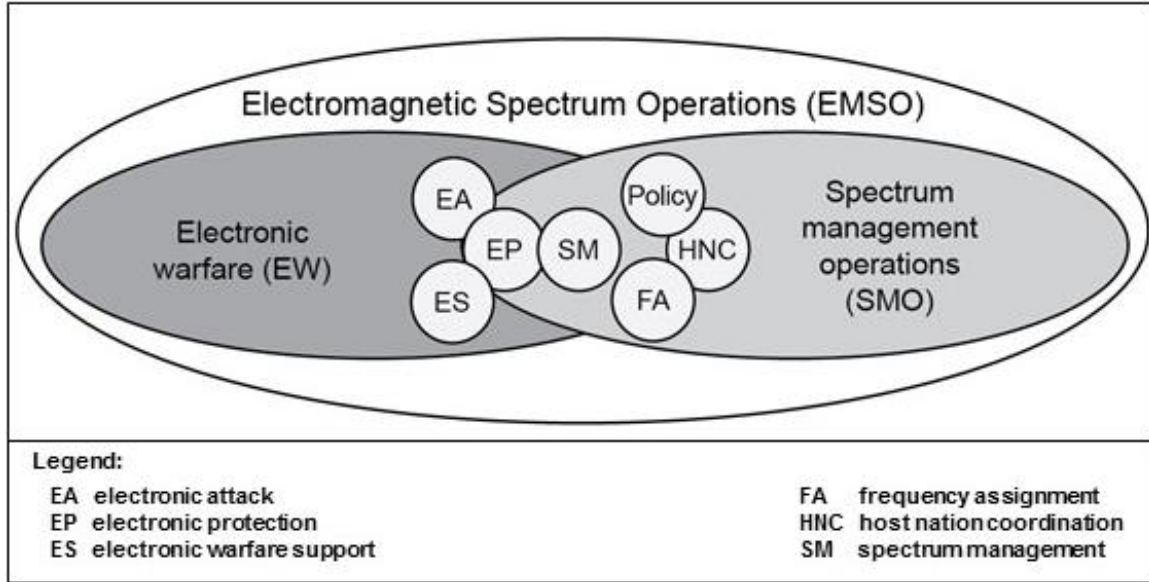 Electromagnetic Spectrum Operations (EMSO)
Electronic
warfare (EW)
EA
EP
ES
SM
Policy
HNC
FA
Spectrum
management
operations
(SMO)
Legend:
EA electronic attack
EP electronic protection
ES electronic warfare support
FA frequency assignment
HNC host nation coordination
SM spectrum management